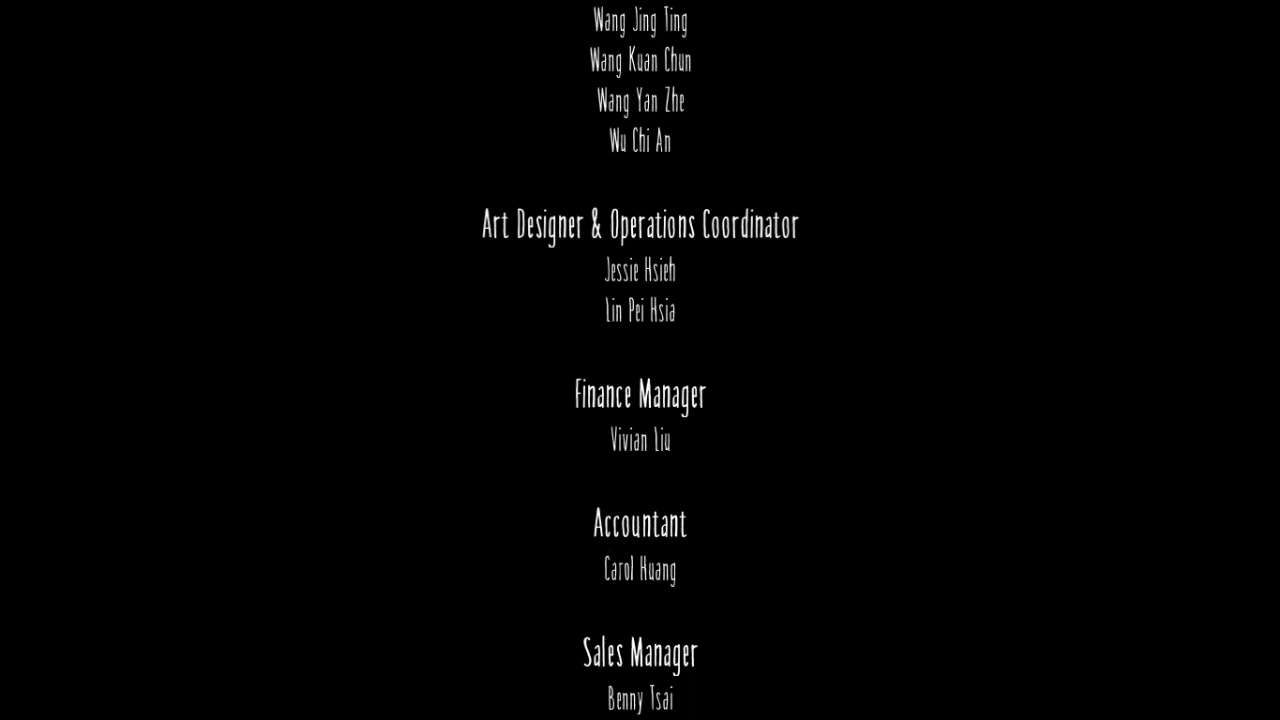 Wang Jing Ting
Wang Kuan Chun
Wang Yan Zhe
Wu Chi An
Art Designer & Operations Coordinator
Jessie Hsieh
Lin Pei Hsia
Finance Manager
Vivian Liu
Accountant
Carol Huang
Sales Manager
Benny Tsai